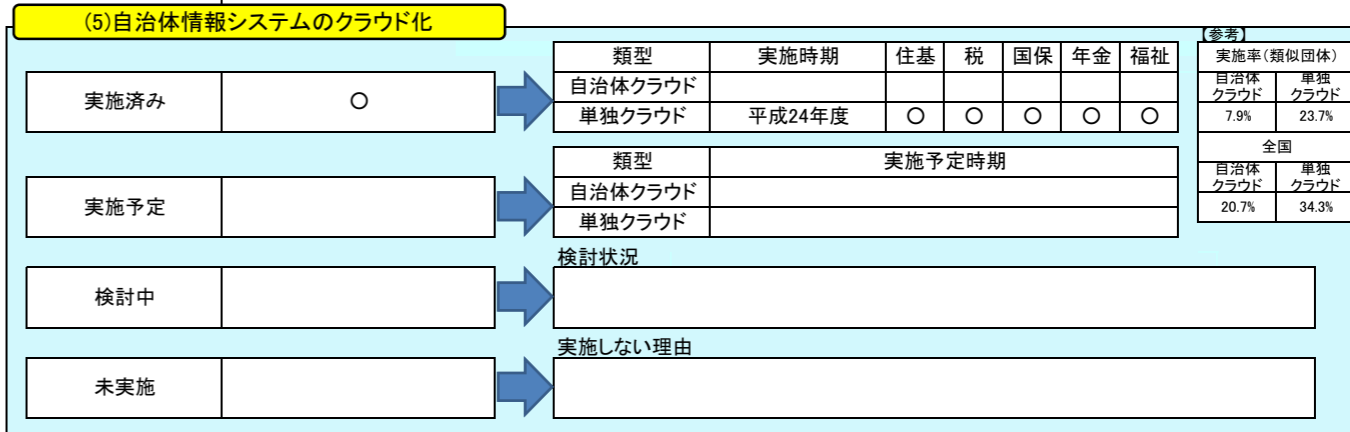 (5)自治体情報システムのクラウド化
実施済み ○
類型 実施時期 住基 税 国保 年金 福祉
自治体クラウド
単独クラウド 平成24年度 ○ ○ ○ ○ ○
【参考】
実施率(類似団体)
自治体クラウド 単独クラウド
7.9% 23.7%
全国
自治体クラウド 単独クラウド
20.7% 34.3%
実施予定
類型 実施予定時期
自治体クラウド
単独クラウド
検討中
検討状況
未実施
実施しない理由